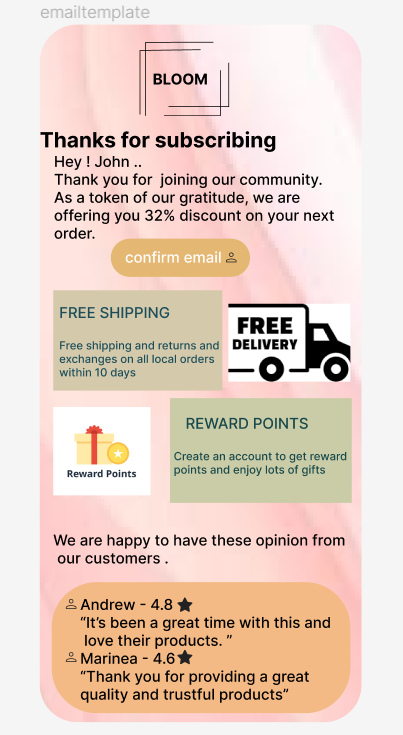 emailtemplate
BLOOM
Thanks for subscribing
Hey ! John ..
Thank you for  joining our community.
As a token of our gratitude, we are
offering you 32% discount on your next
order.
confirm email
FREE SHIPPING
Free shipping and returns and
exchanges on all local orders
within 10 days
FREE
DELIVERY
Reward Points
REWARD POINTS
Create an account to get reward
points and enjoy lots of gifts
We are happy to have these opinion from
our customers .
Andrew - 4.8
“It’s been a great time with this and
love their products. ”
Marinea - 4.6
“Thank you for providing a great
quality and trustful products”